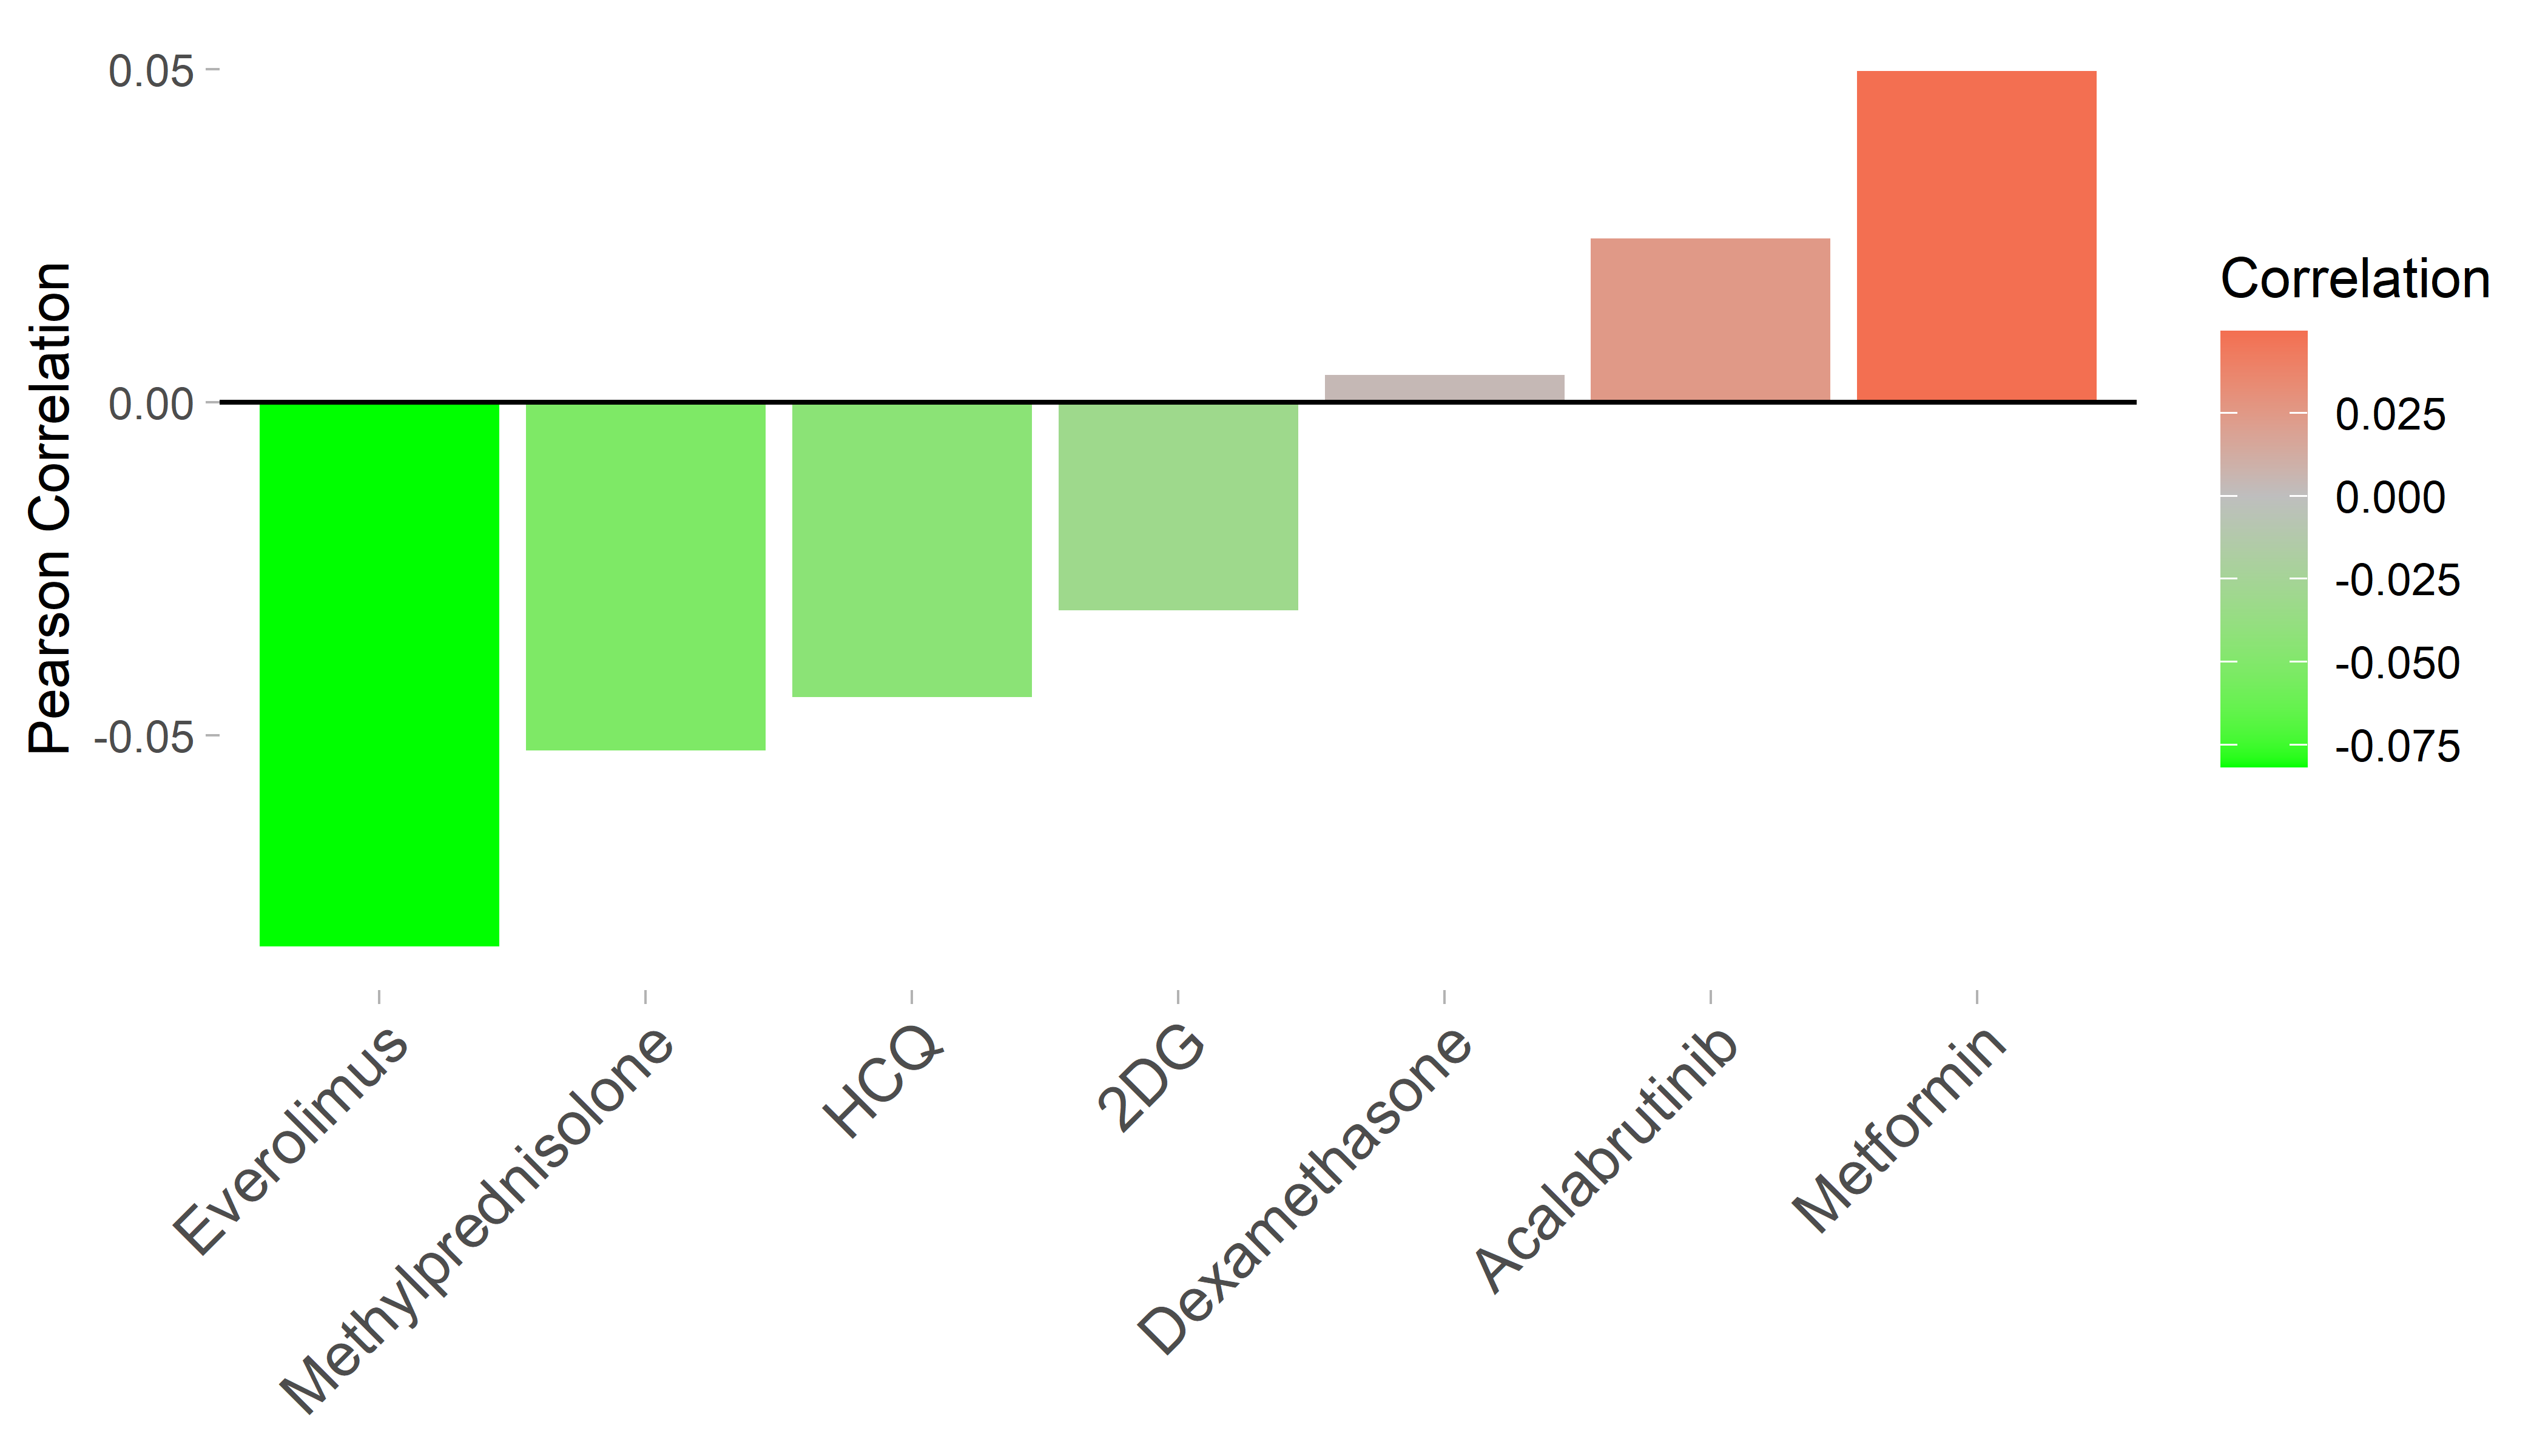 Pearson Correlation
0.05
0.00
-0.05
Everolimus
Methylprednisolone
HCQ
2DG
Dexamethasone
Acalabrutinib
Metformin
Correlation
0.025
0.000
-0.025
-0.050
-0.075